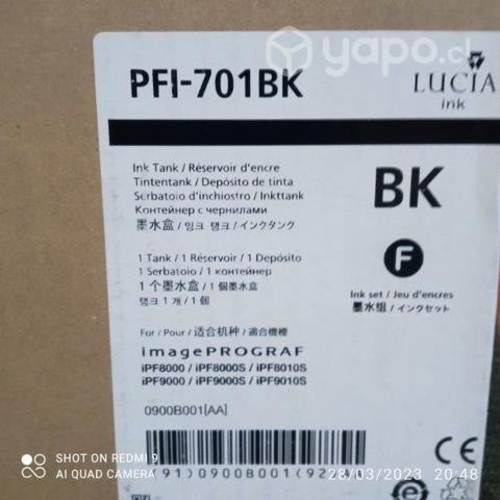 yapo.cl
PFI-701BK
LUCIA
ink
Ink Tank / Réservoir d'encre
Tintentank / Depósito de tinta
Serbatoio d'inchiostro / Inkttank
Контейнер с чернилами
墨水盒 / 잉크 탱크 / インクタンク
BK
F
1 Tank / 1 Réservoir / 1 Depósito
1 Serbatoio / 1 контейнер
1 个墨水盒 / 1 個墨水盒
탱크 1 개 / 1 個
Ink set / Jeu d'encres
墨水组 / インクセット
For / Pour / 适合机种 / 適合機種
imagePROGRAF
iPF8000 / iPF8000S / iPF8010S
iPF9000 / iPF9000S / iPF9010S
0900B001[AA]
(91)0900B001(92
CE
SHOT ON REDMI 9
AI QUAD CAMERA
28/03/2023 20:48